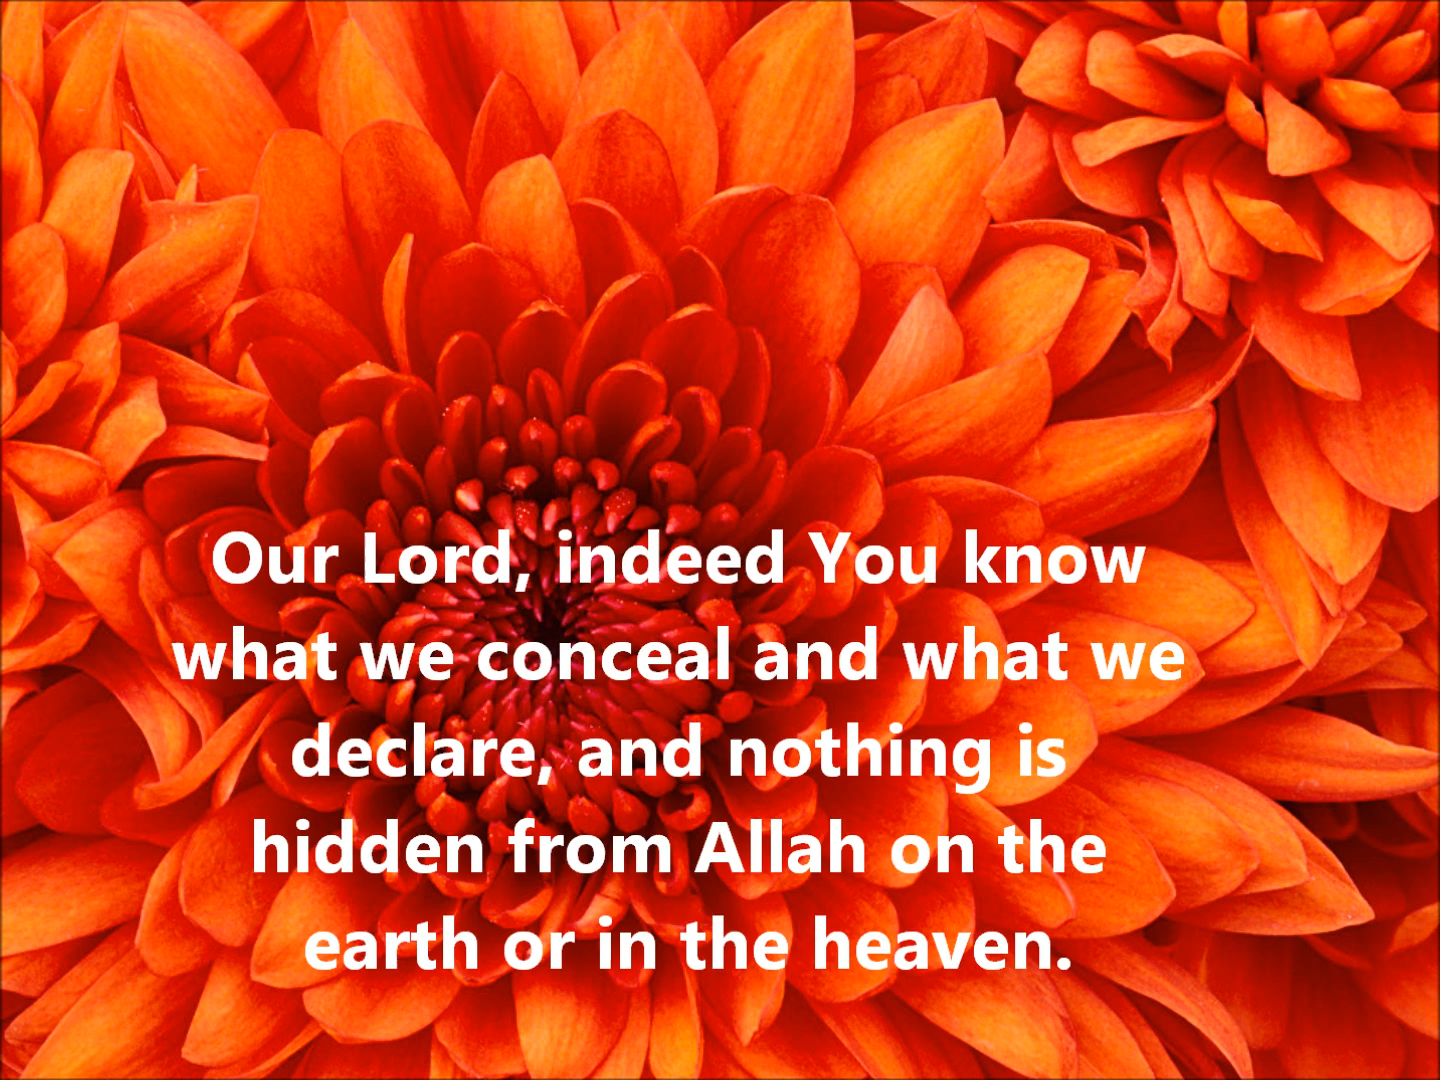 Our Lord, indeed You know
what we conceal and what we
declare, and nothing is
hidden from Allah on the
earth or in the heaven.